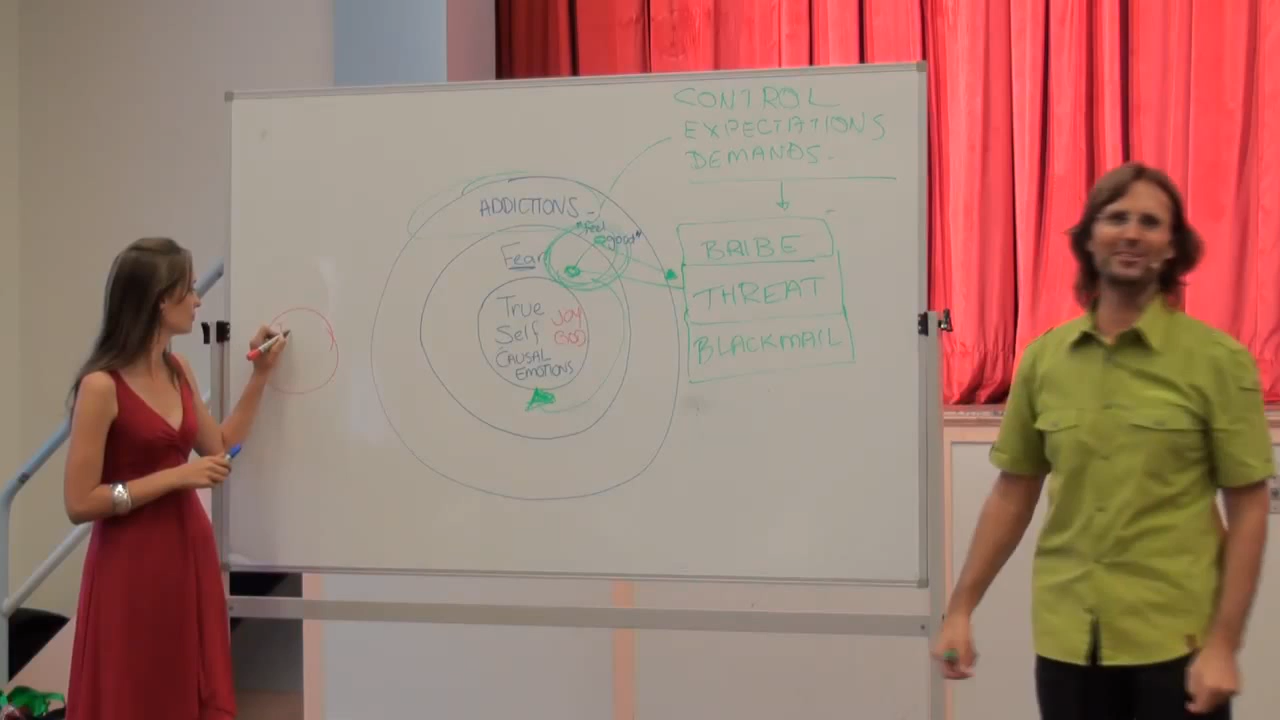 CONTROL
EXPECTATIONS
DEMANDS.
ADDICTIONS -
"feel
good"
Fear
True
Self
CAUSAL
EMOTIONS
Joy
GOD
BRIBE
THREAT
BLACKMAIL